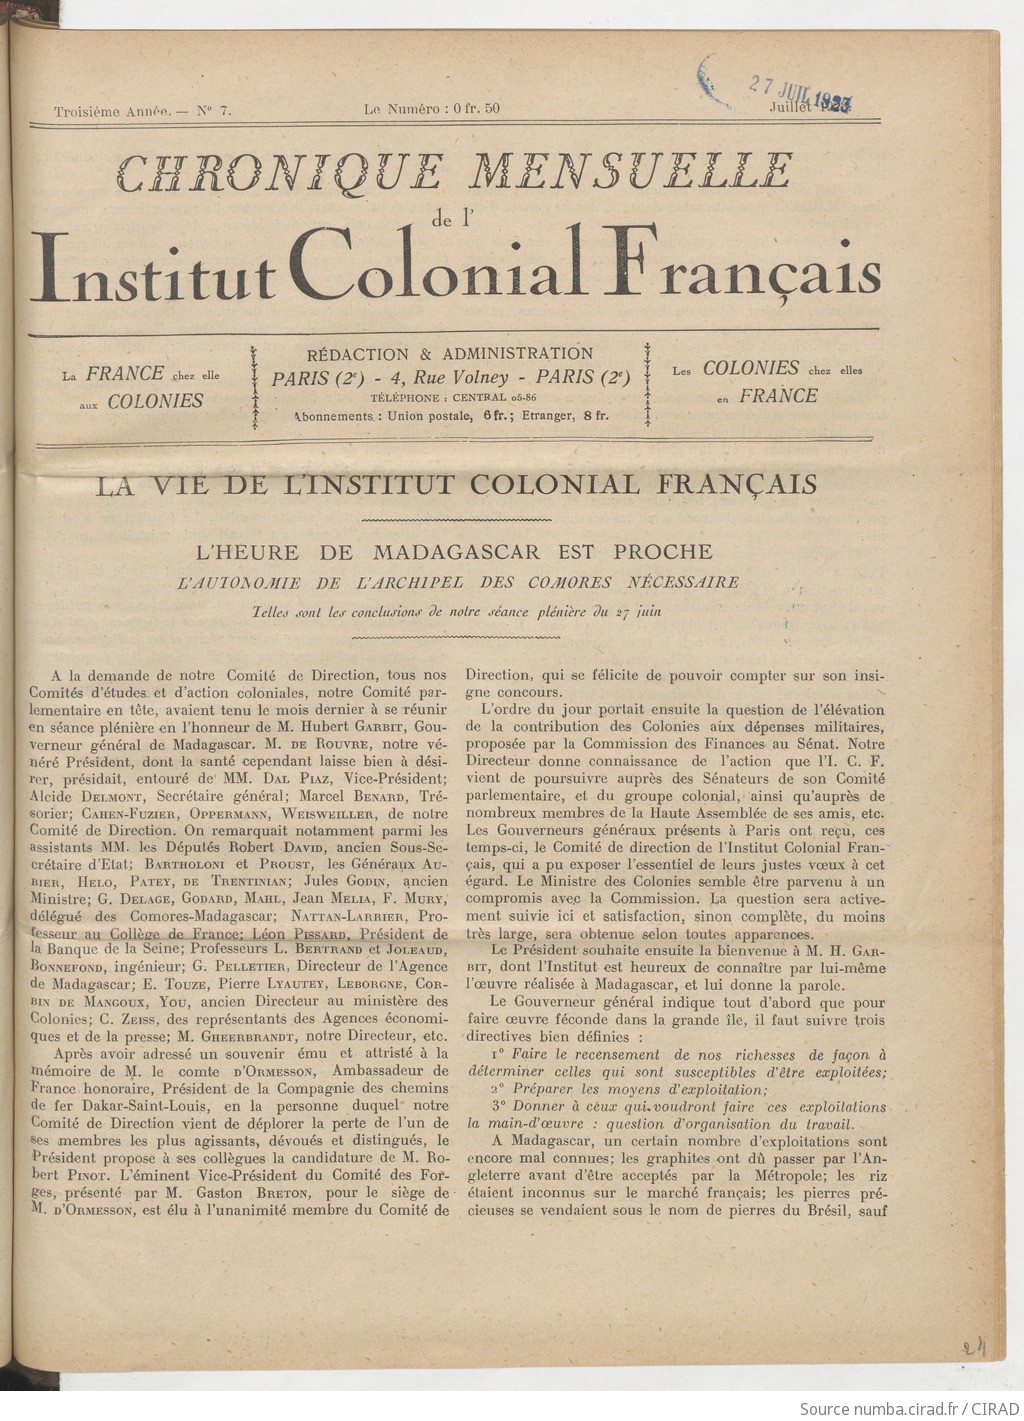 27 JUIL 1923
Troisième Année. — N° 7.
Le Numéro : 0 fr. 50
Juillet
CHRONIQUE MENSUELLE
de l'
Institut Colonial Français
La FRANCE chez elle
aux COLONIES
RÉDACTION & ADMINISTRATION
PARIS (2e) - 4, Rue Volney - PARIS (2e)
TÉLÉPHONE : CENTRAL 05-86
Abonnements : Union postale, 6 fr. ; Etranger, 8 fr.
Les COLONIES chez elles
en FRANCE
LA VIE DE L'INSTITUT COLONIAL FRANÇAIS
L'HEURE DE MADAGASCAR EST PROCHE
L'AUTONOMIE DE L'ARCHIPEL DES COMORES NÉCESSAIRE
Telles sont les conclusions de notre séance plénière du 27 juin
A la demande de notre Comité de Direction, tous nos
Comités d'études et d'action coloniales, notre Comité par-
lementaire en tête, avaient tenu le mois dernier à se réunir
en séance plénière en l'honneur de M. Hubert GARBIT, Gou-
verneur général de Madagascar. M. DE ROUVRE, notre vé-
néré Président, dont la santé cependant laisse bien à dési-
rer, présidait, entouré de MM. DAL PIAZ, Vice-Président;
Alcide DELMONT, Secrétaire général; Marcel BENARD, Tré-
sorier; CAHEN-FUZIER, OPPERMANN, WEISWEILLER, de notre
Comité de Direction. On remarquait notamment parmi les
assistants MM. les Députés Robert DAVID, ancien Sous-Se-
crétaire d'Etat; BARTHOLONI et PROUST, les Généraux AU-
BIER, HELO, PATEY, DE TRENTINIAN; Jules GODIN, ancien
Ministre; G. DELAGE, GODARD, MAHL, Jean MELIA, F. MURY,
délégué des Comores-Madagascar; NATTAN-LARRIER, Pro-
fesseur au Collège de France; Léon PISSARD, Président de
la Banque de la Seine; Professeurs L. BERTRAND et JOLEAUD,
BONNEFOND, ingénieur; G. PELLETIER, Directeur de l'Agence
de Madagascar; E. TOUZE, Pierre LYAUTEY, LEBORGNE, COR-
BIN DE MANGOUX, YOU, ancien Directeur au ministère des
Colonies; C. ZEISS, des représentants des Agences économi-
ques et de la presse; M. GHEERBRANDT, notre Directeur, etc.
Après avoir adressé un souvenir ému et attristé à la
mémoire de M. le comte D'ORMESSON, Ambassadeur de
France honoraire, Président de la Compagnie des chemins
de fer Dakar-Saint-Louis, en la personne duquel notre
Comité de Direction vient de déplorer la perte de l'un de
ses membres les plus agissants, dévoués et distingués, le
Président propose à ses collègues la candidature de M. Ro-
bert PINOT. L'éminent Vice-Président du Comité des For-
ges, présenté par M. Gaston BRETON, pour le siège de
M. D'ORMESSON, est élu à l'unanimité membre du Comité de
Direction, qui se félicite de pouvoir compter sur son insi-
gne concours.
L'ordre du jour portait ensuite la question de l'élévation
de la contribution des Colonies aux dépenses militaires,
proposée par la Commission des Finances au Sénat. Notre
Directeur donne connaissance de l'action que l'I. C. F.
vient de poursuivre auprès des Sénateurs de son Comité
parlementaire, et du groupe colonial, ainsi qu'auprès de
nombreux membres de la Haute Assemblée de ses amis, etc.
Les Gouverneurs généraux présents à Paris ont reçu, ces
temps-ci, le Comité de direction de l'Institut Colonial Fran-
çais, qui a pu exposer l'essentiel de leurs justes vœux à cet
égard. Le Ministre des Colonies semble être parvenu à un
compromis avec la Commission. La question sera active-
ment suivie ici et satisfaction, sinon complète, du moins
très large, sera obtenue selon toutes apparences.
Le Président souhaite ensuite la bienvenue à M. H. GAR-
BIT, dont l'Institut est heureux de connaître par lui-même
l'œuvre réalisée à Madagascar, et lui donne la parole.
Le Gouverneur général indique tout d'abord que pour
faire œuvre féconde dans la grande île, il faut suivre trois
directives bien définies :
1° Faire le recensement de nos richesses de façon à
déterminer celles qui sont susceptibles d'être exploitées;
2° Préparer les moyens d'exploitation;
3° Donner à ceux qui voudront faire ces exploitations
la main-d'œuvre : question d'organisation du travail.
A Madagascar, un certain nombre d'exploitations sont
encore mal connues; les graphites ont dû passer par l'An-
gleterre avant d'être acceptés par la Métropole; les riz
étaient inconnus sur le marché français; les pierres pré-
cieuses se vendaient sous le nom de pierres du Brésil, sauf
24
Source numba.cirad.fr / CIRAD